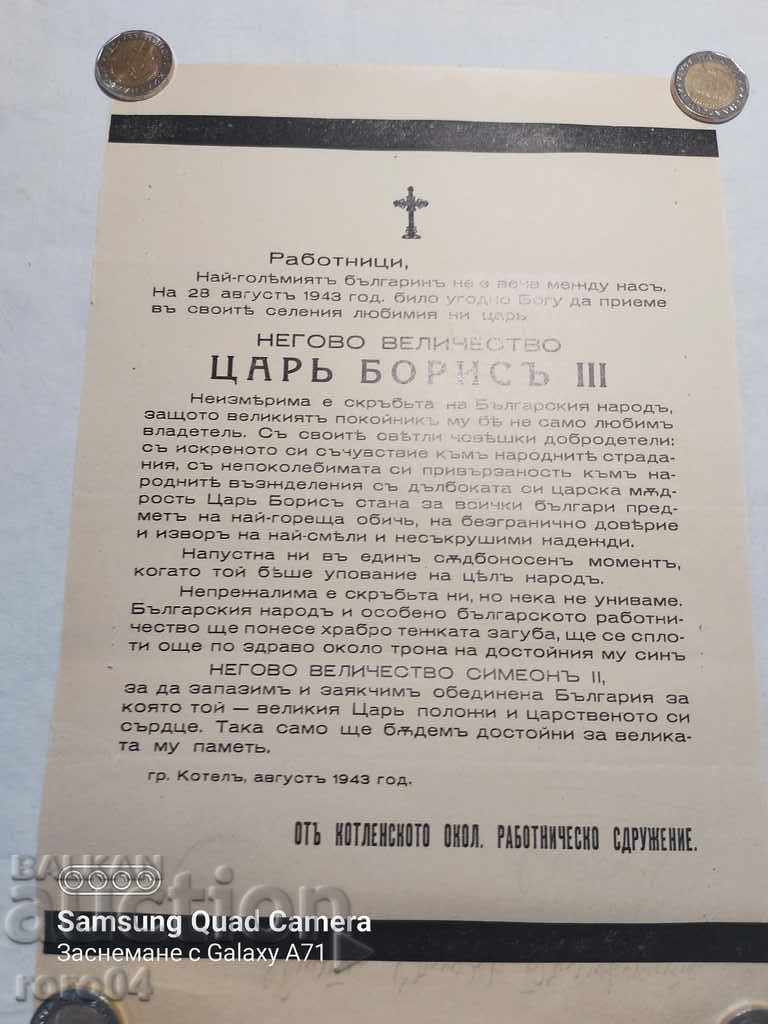 Работници,
Най-голѣмиятъ българинъ не е вече между насъ.
На 28 августъ 1943 год. било угодно Богу да приеме
въ своитѣ селения любимия ни царь
НЕГОВО ВЕЛИЧЕСТВО
ЦАРЬ БОРИСЪ III
Неизмѣрима е скръбьта на Българския народъ,
защото великиятъ покойникъ му бѣ не само любимъ
владетель. Съ своитѣ свѣтли човѣшки добродетели:
съ искреното си съчувствие къмъ народнитѣ страда-
ния, съ непоколебимата си привързаность къмъ на-
роднитѣ възжделения съ дълбоката си царска мѫд-
рость Царь Борисъ стана за всички българи пред-
метъ на най-гореща обичь, на безгранично довѣрие
и изворъ на най-смѣли и несъкрушими надежди.
Напустна ни въ единъ сѫдбоносенъ моментъ,
когато той бѣше упование на цѣлъ народъ.
Непрежалима е скръбьта ни, но нека не униваме.
Българския народъ и особено българското работни-
чество ще понесе храбро тежката загуба, ще се спло-
ти още по здраво около трона на достойния му синъ
НЕГОВО ВЕЛИЧЕСТВО СИМЕОНЪ II,
за да запазимъ и заякчимъ обединена България за
която той — великия Царь положи и царственото си
сърдце. Така само ще бѫдемъ достойни за велика-
та му паметь.
гр. Котелъ, августъ 1943 год.
ОТЪ КОТЛЕНСКОТО ОКОЛ. РАБОТНИЧЕСКО СДРУЖЕНИЕ.
BALKAN
auction
Samsung Quad Camera
Заснемане с Galaxy A71
roro04